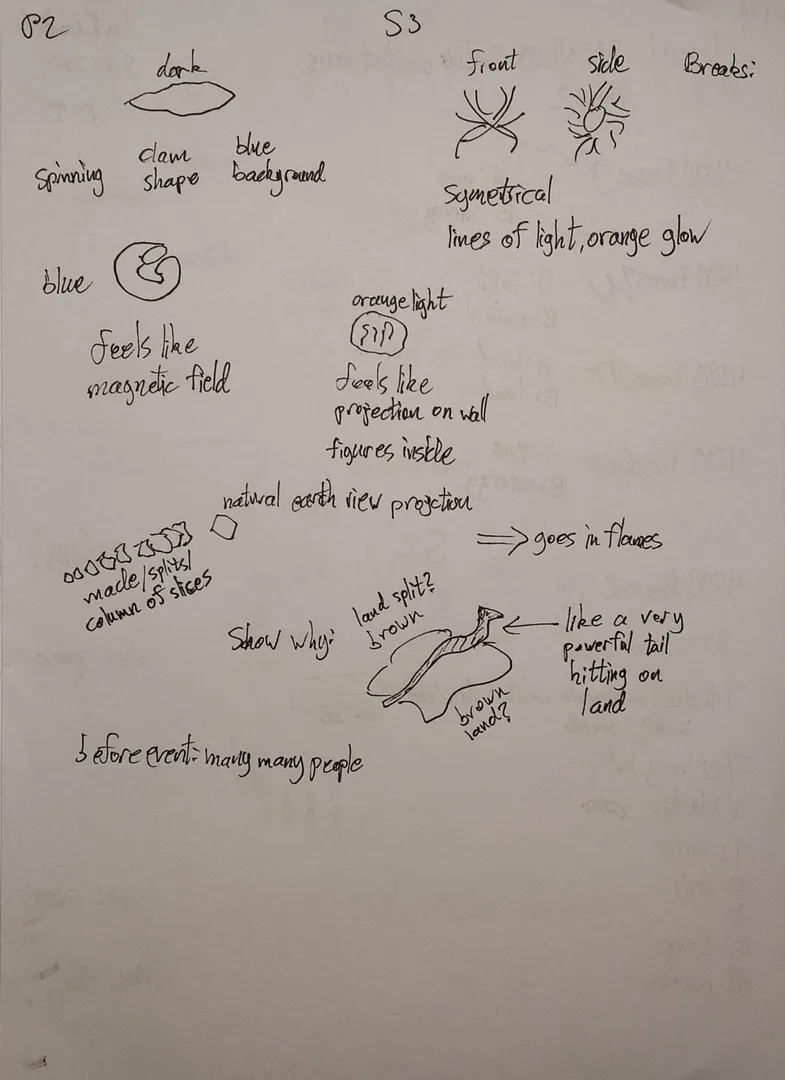 P2
S3
dark
spinning
clam
shape
blue
background
front
side
Breaks:
Symetrical
lines of light, orange glow
blue
feels like
magnetic field
orange light
feels like
projection on wall
figures inside
natural earth view projection
made/splits/
column of slices
=> goes in flames
Show why:
land split?
brown
brown
land?
like a very
powerful tail
hitting on
land
before event: many many people